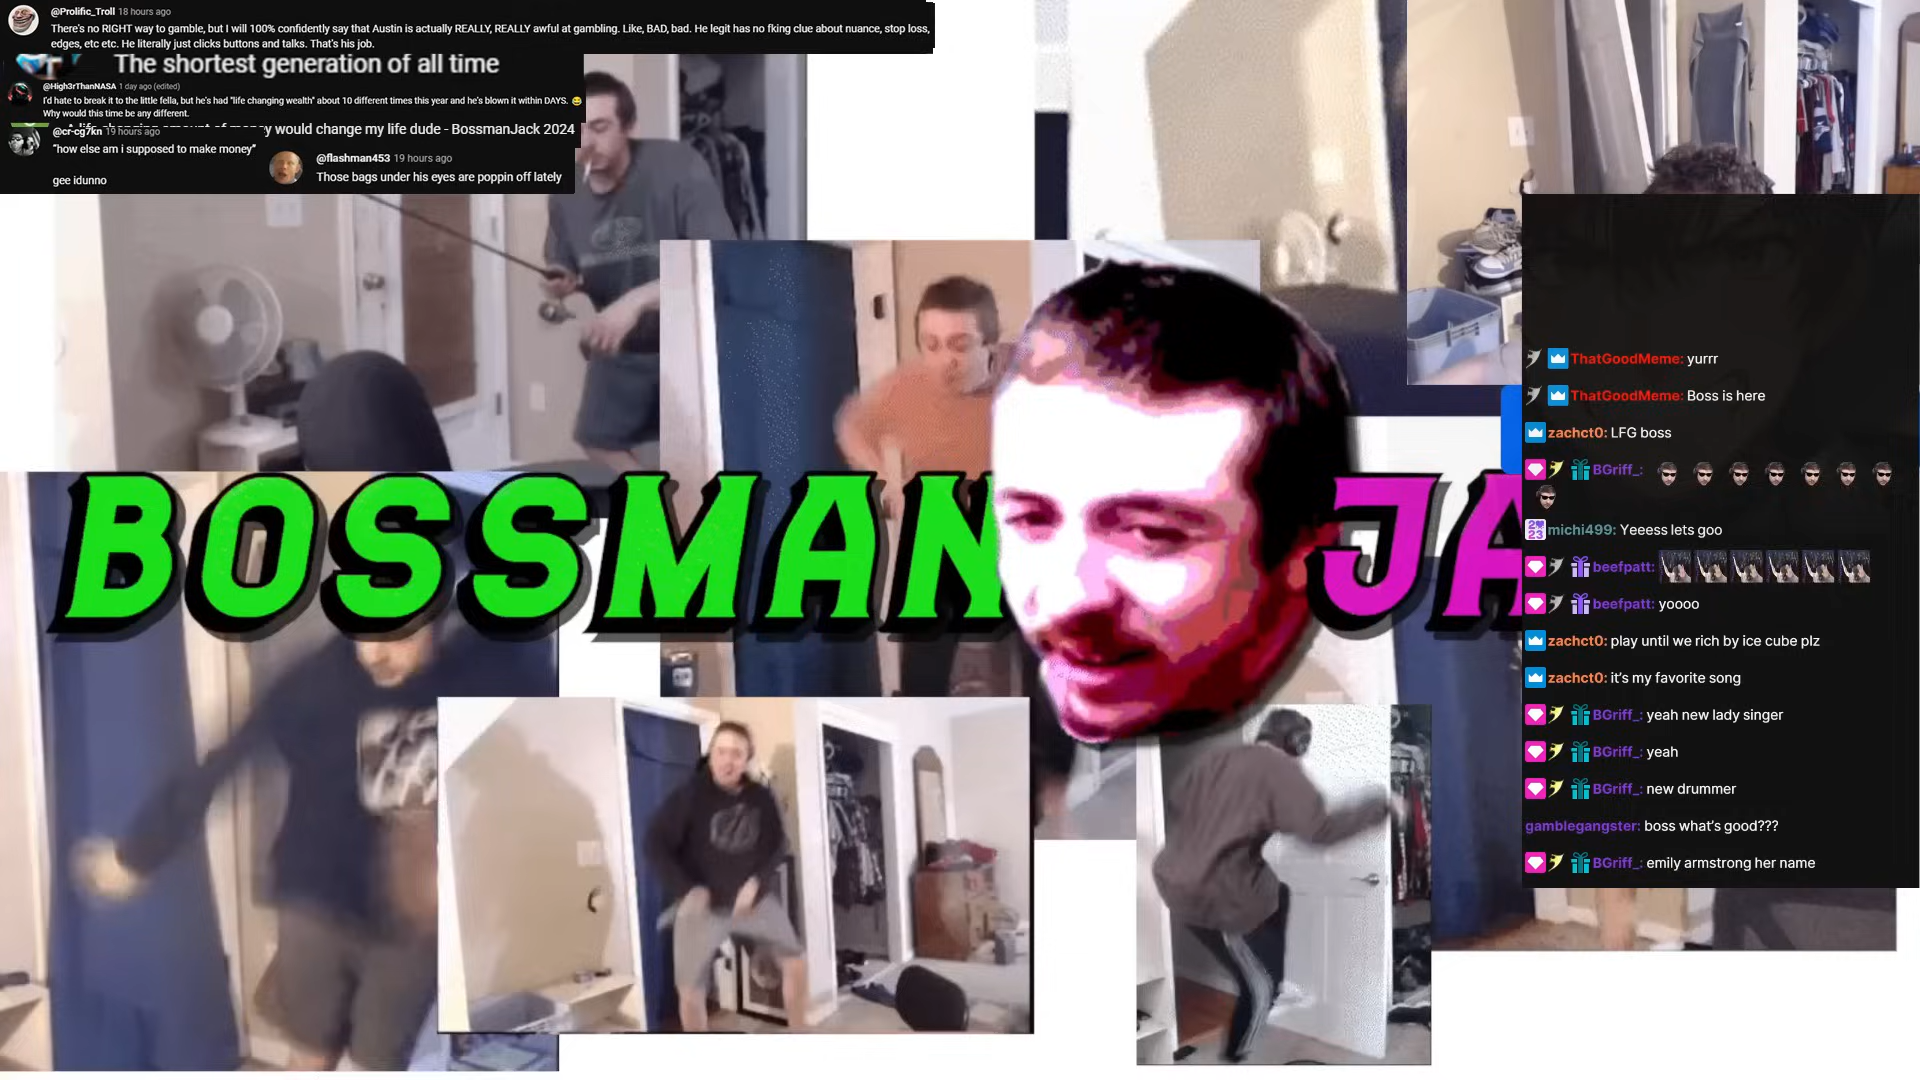 @Prolific_Troll 18 hours ago
There's no RIGHT way to gamble, but I will 100% confidently say that Austin is actually REALLY, REALLY awful at gambling. Like, BAD, bad. He legit has no fking clue about nuance, stop loss,
edges, etc etc. He literally just clicks buttons and talks. That's his job.
The shortest generation of all time
@High3rThanNASA 1 day ago (edited)
I'd hate to break it to the little fella, but he's had "life changing wealth" about 10 different times this year and he's blown it within DAYS. 😂
Why would this time be any different.
would change my life dude - BossmanJack 2024
@cr-cg7kn 19 hours ago
"how else am i supposed to make money"
gee idunno
@flashman453 19 hours ago
Those bags under his eyes are poppin off lately
BOSSMAN JA
ThatGoodMeme: yurrr
ThatGoodMeme: Boss is here
zachct0: LFG boss
BGriff_:
2023 michi499: Yeeess lets goo
beefpatt:
beefpatt: yoooo
zachct0: play until we rich by ice cube plz
zachct0: it's my favorite song
BGriff_: yeah new lady singer
BGriff_: yeah
BGriff_: new drummer
gamblegangster: boss what's good???
BGriff_: emily armstrong her name